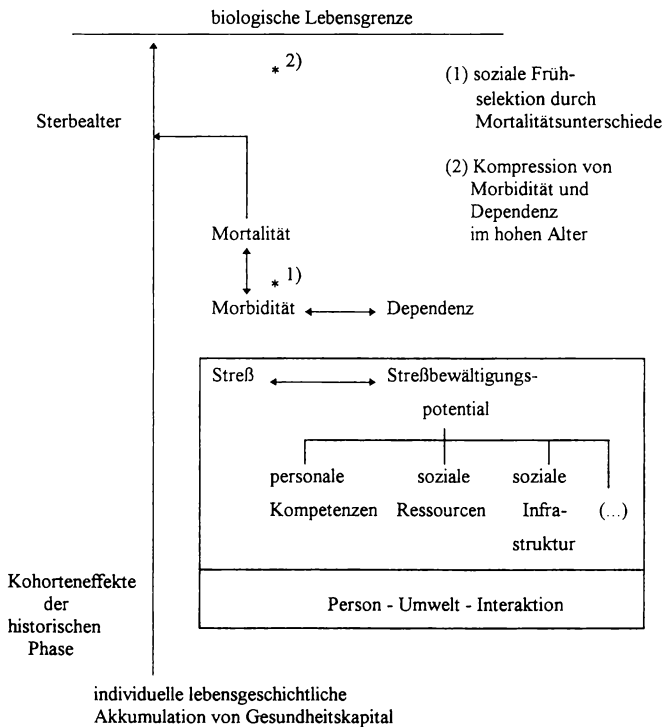 biologische Lebensgrenze
* 2)
(1) soziale Früh-
selektion durch
Mortalitätsunterschiede
Sterbealter
(2) Kompression von
Morbidität und
Dependenz
im hohen Alter
Mortalität
* 1)
Morbidität
Dependenz
Streß
Streßbewältigungs-
potential
personale
Kompetenzen
soziale
Ressourcen
soziale
Infra-
struktur
(...)
Person - Umwelt - Interaktion
Kohorteneffekte
der
historischen
Phase
individuelle lebensgeschichtliche
Akkumulation von Gesundheitskapital